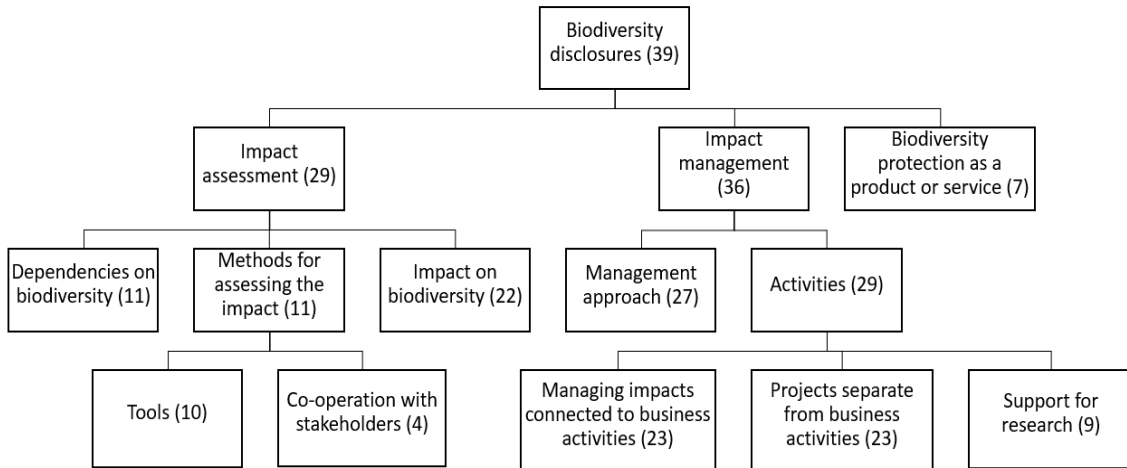 Biodiversity
disclosures (39)
Impact
assessment (29)
Impact
management
(36)
Biodiversity
protection as a
product or service (7)
Dependencies on
biodiversity (11)
Methods for
assessing the
impact (11)
Impact on
biodiversity (22)
Management
approach (27)
Activities (29)
Tools (10)
Co-operation with
stakeholders (4)
Managing impacts
connected to business
activities (23)
Projects separate
from business
activities (23)
Support for
research (9)